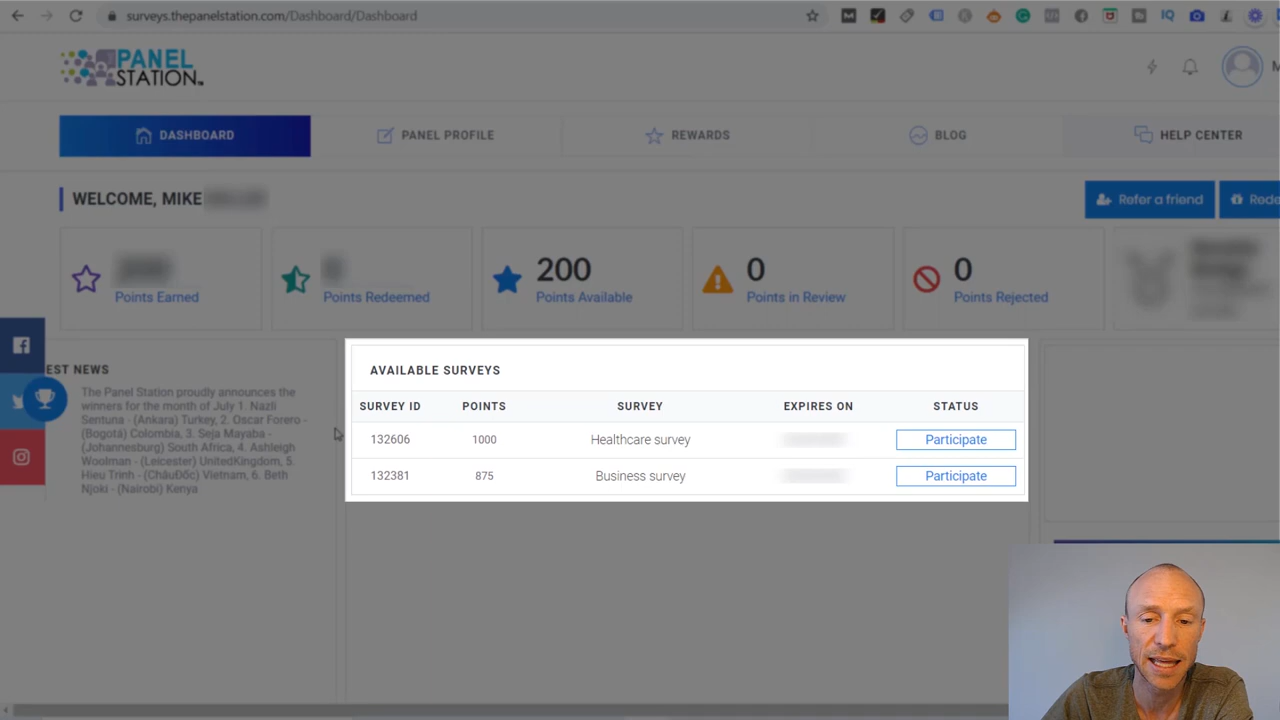 surveys.thepanelstation.com/Dashboard/Dashboard
PANEL
STATION
DASHBOARD
PANEL PROFILE
REWARDS
BLOG
HELP CENTER
WELCOME, MIKE
Refer a friend
Rede
Points Earned
Points Redeemed
200
Points Available
0
Points in Review
0
Points Rejected
EST NEWS
The Panel Station proudly announces the
winners for the month of July 1. Nazli
Sentuna - (Ankara) Turkey, 2. Oscar Forero -
(Bogotá) Colombia, 3. Seja Mayaba -
(Johannesburg) South Africa, 4. Ashleigh
Woolman - (Leicester) UnitedKingdom, 5.
Hieu Trinh - (ChâuĐốc) Vietnam, 6. Beth
Njoki - (Nairobi) Kenya
AVAILABLE SURVEYS
SURVEY ID POINTS SURVEY EXPIRES ON STATUS
132606 1000 Healthcare survey Participate
132381 875 Business survey Participate